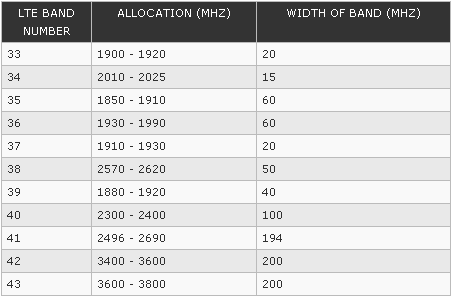 LTE BAND NUMBER ALLOCATION (MHZ) WIDTH OF BAND (MHZ)
33 1900 - 1920 20
34 2010 - 2025 15
35 1850 - 1910 60
36 1930 - 1990 60
37 1910 - 1930 20
38 2570 - 2620 50
39 1880 - 1920 40
40 2300 - 2400 100
41 2496 - 2690 194
42 3400 - 3600 200
43 3600 - 3800 200